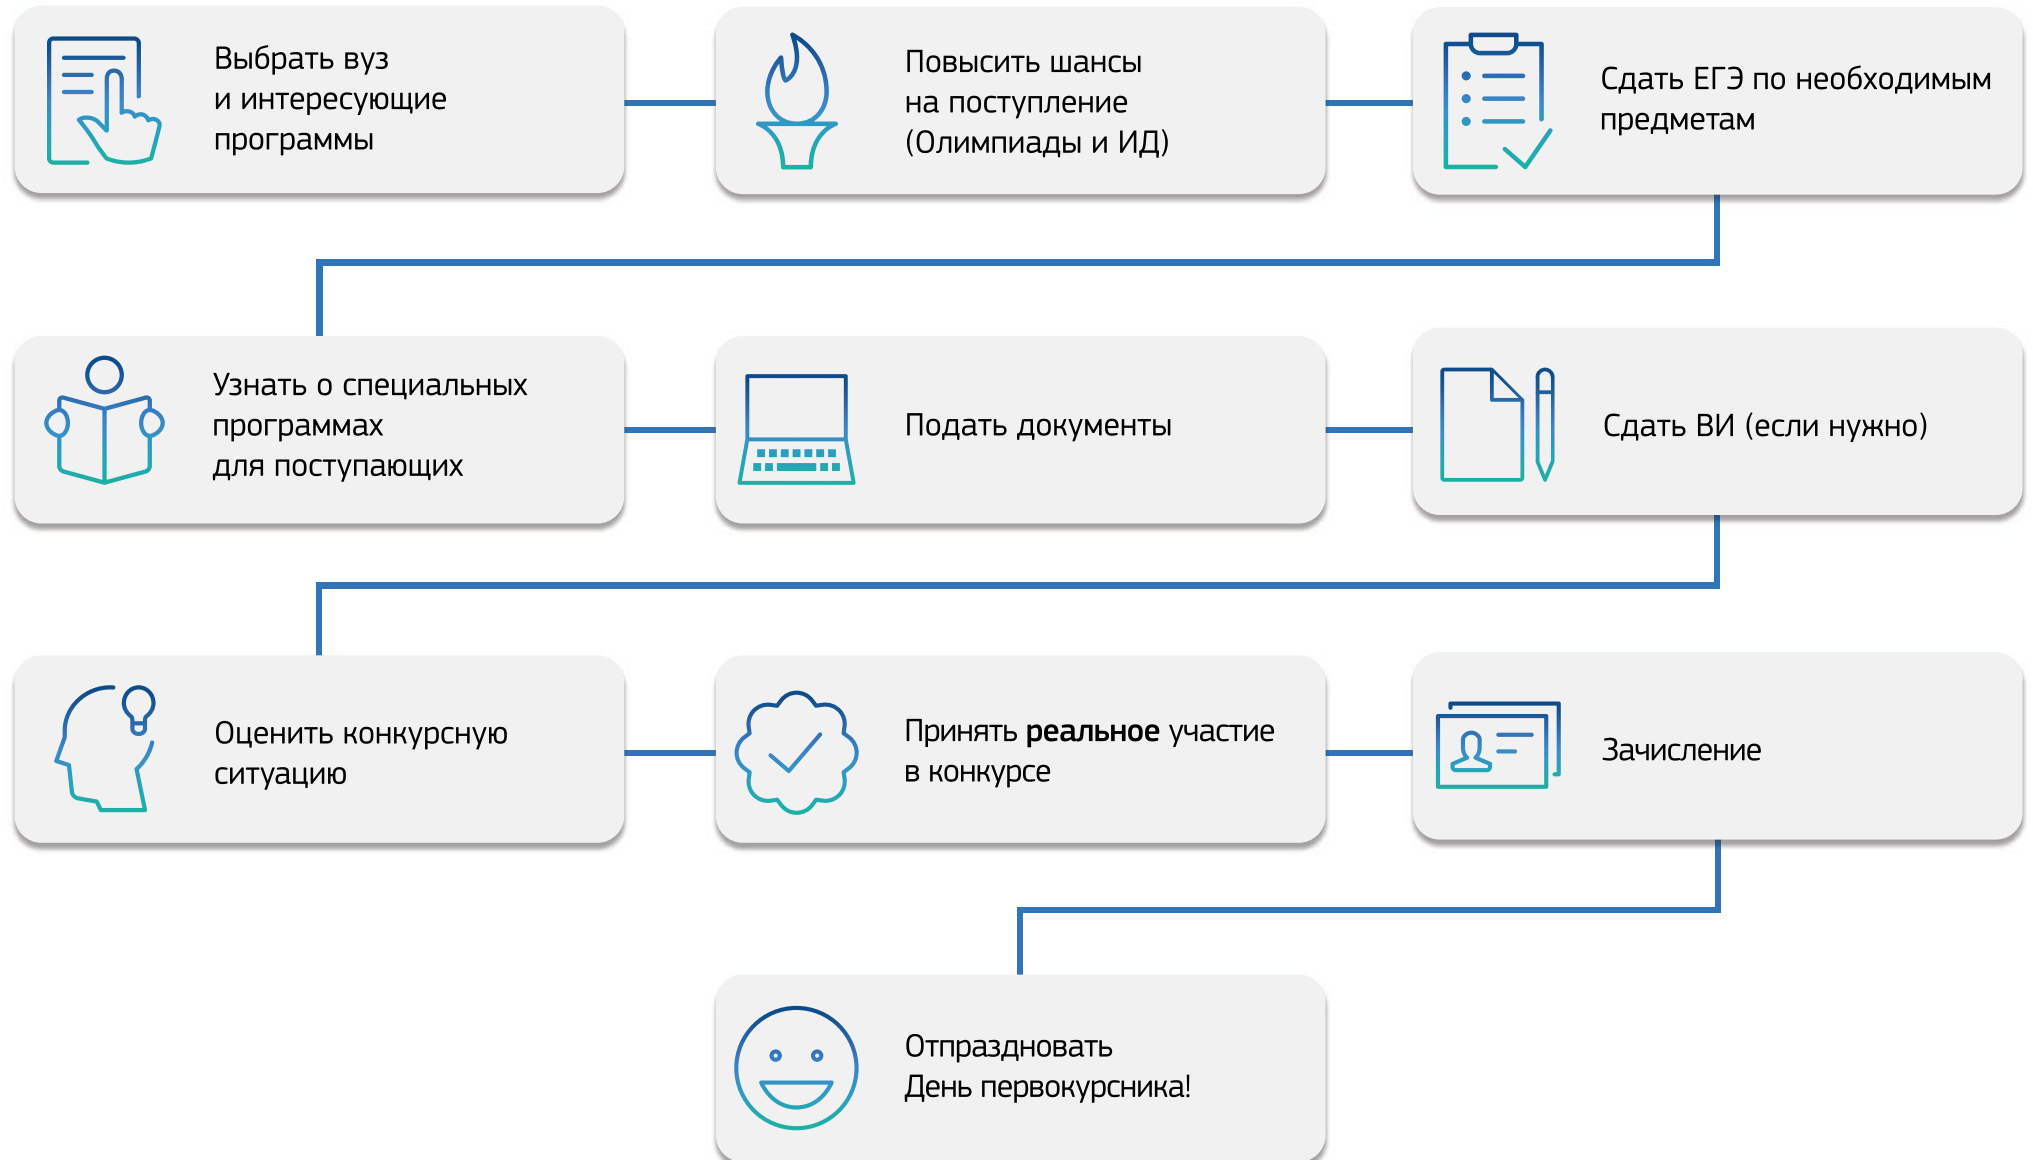 Выбрать вуз
и интересующие
программы
Повысить шансы
на поступление
(Олимпиады и ИД)
Сдать ЕГЭ по необходимым
предметам
Узнать о специальных
программах
для поступающих
Подать документы
Сдать ВИ (если нужно)
Оценить конкурсную
ситуацию
Принять реальное участие
в конкурсе
Зачисление
Отпраздновать
День первокурсника!